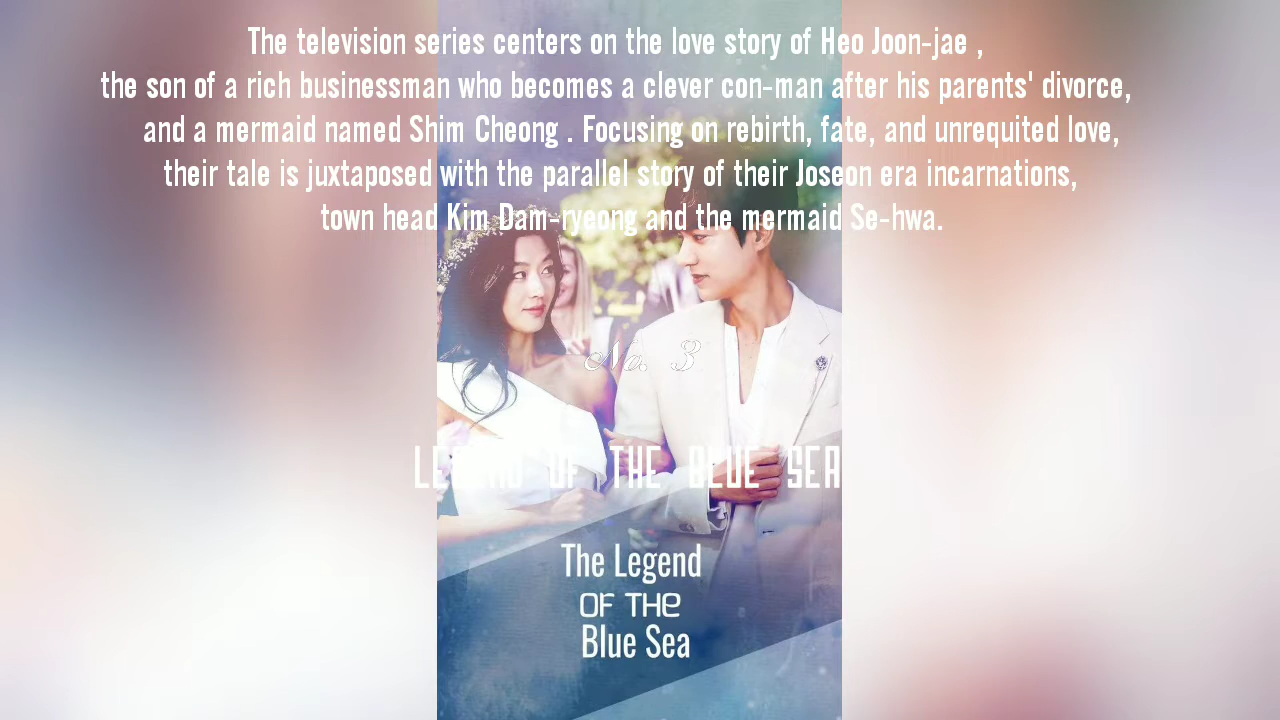 The television series centers on the love story of Heo Joon-jae ,
the son of a rich businessman who becomes a clever con-man after his parents' divorce,
and a mermaid named Shim Cheong . Focusing on rebirth, fate, and unrequited love,
their tale is juxtaposed with the parallel story of their Joseon era incarnations,
town head Kim Dam-ryeong and the mermaid Se-hwa.
No. 3
LEGEND OF THE BLUE SEA
The Legend
OF THE
Blue Sea